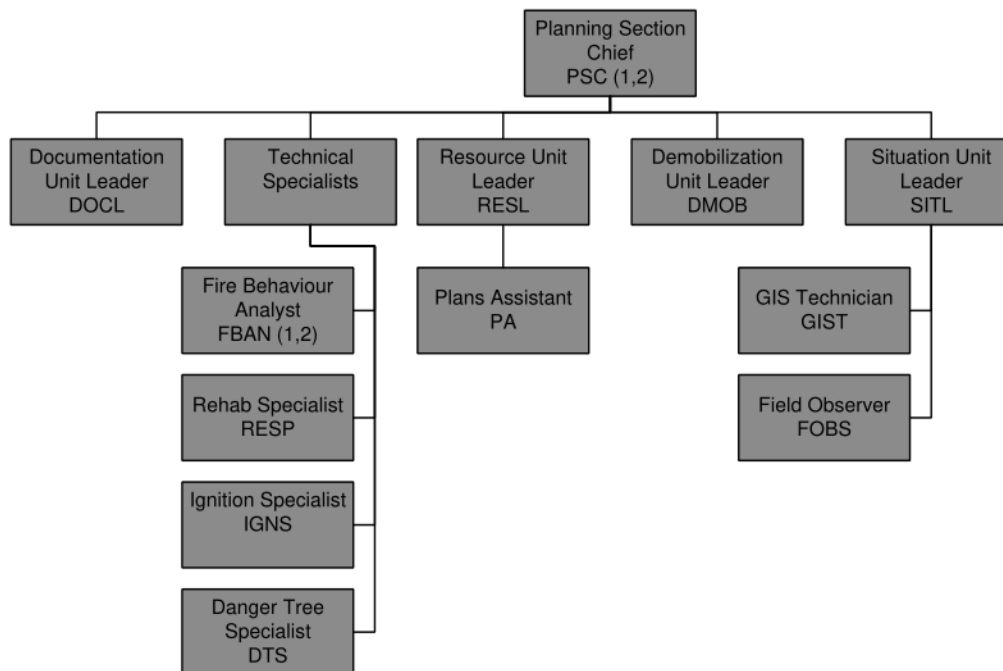 Planning Section
Chief
PSC (1,2)
Documentation
Unit Leader
DOCL
Technical
Specialists
Resource Unit
Leader
RESL
Demobilization
Unit Leader
DMOB
Situation Unit
Leader
SITL
Fire Behaviour
Analyst
FBAN (1,2)
Rehab Specialist
RESP
Ignition Specialist
IGNS
Danger Tree
Specialist
DTS
Plans Assistant
PA
GIS Technician
GIST
Field Observer
FOBS